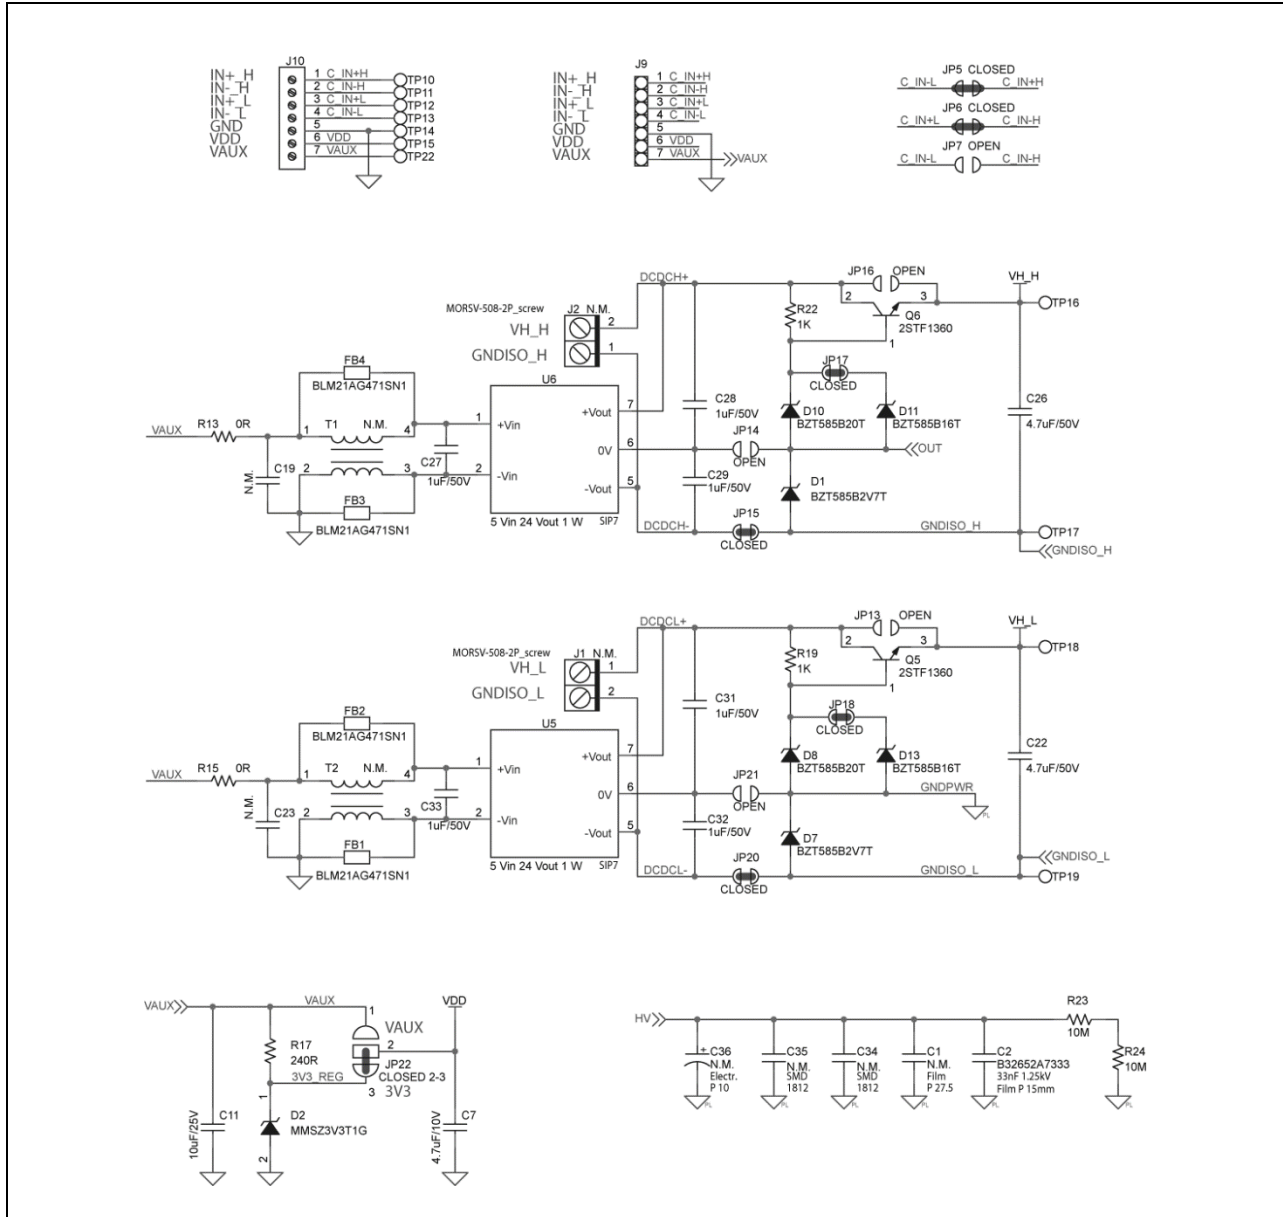 J10
IN+_H 1 C_IN+H TP10
IN-_H 2 C_IN-H TP11
IN+_L 3 C_IN+L TP12
IN-_L 4 C_IN-L TP13
GND 5 TP14
VDD 6 VDD TP15
VAUX 7 VAUX TP22
J9
IN+_H 1 C_IN+H
IN-_H 2 C_IN-H
IN+_L 3 C_IN+L
IN-_L 4 C_IN-L
GND 5
VDD 6 VDD
VAUX 7 VAUX VAUX
JP5 CLOSED
C_IN-L C_IN+H
JP6 CLOSED
C_IN+L C_IN-H
JP7 OPEN
C_IN-L C_IN-H
DCDCH+
JP16 OPEN
VH_H
MORSV-508-2P_screw
J2 N.M.
VH_H 2
GNDISO_H 1
R22
1K
2 3
Q6
2STF1360
1
TP16
JP17
CLOSED
FB4
BLM21AG471SN1
U6
VAUX R13 0R
1 T1 N.M. 4
2 3
C19
N.M.
FB3
BLM21AG471SN1
C27
1uF/50V
1 +Vin
2 -Vin
+Vout 7
0V 6
-Vout 5
5 Vin 24 Vout 1 W SIP7
C28
1uF/50V
C29
1uF/50V
JP14
OPEN
D10
BZT585B20T
D11
BZT585B16T
OUT
D1
BZT585B2V7T
C26
4.7uF/50V
DCDCH-
JP15
CLOSED
GNDISO_H
TP17
GNDISO_H
DCDCL+
JP13 OPEN
VH_L
MORSV-508-2P_screw
J1 N.M.
VH_L 1
GNDISO_L 2
R19
1K
2 3
Q5
2STF1360
1
TP18
JP18
CLOSED
FB2
BLM21AG471SN1
U5
VAUX R15 0R
1 T2 N.M. 4
2 3
C23
N.M.
FB1
BLM21AG471SN1
C33
1uF/50V
1 +Vin
2 -Vin
+Vout 7
0V 6
-Vout 5
5 Vin 24 Vout 1 W SIP7
C31
1uF/50V
C32
1uF/50V
JP21
OPEN
D8
BZT585B20T
D13
BZT585B16T
GNDPWR
PL
D7
BZT585B2V7T
C22
4.7uF/50V
DCDCL-
JP20
CLOSED
GNDISO_L
GNDISO_L
TP19
VAUX VAUX 1 VDD
VAUX
R17
240R
2
JP22
CLOSED 2-3
3V3_REG
3 3V3
1
D2
MMSZ3V3T1G
2
C11
10uF/25V
C7
4.7uF/10V
HV
R23
10M
R24
10M
+
C36
N.M.
Electr.
P 10
C35
N.M.
SMD
1812
C34
N.M.
SMD
1812
C1
N.M.
Film
P 27.5
C2
B32652A7333
33nF 1.25kV
Film P 15mm
PL PL PL PL PL PL